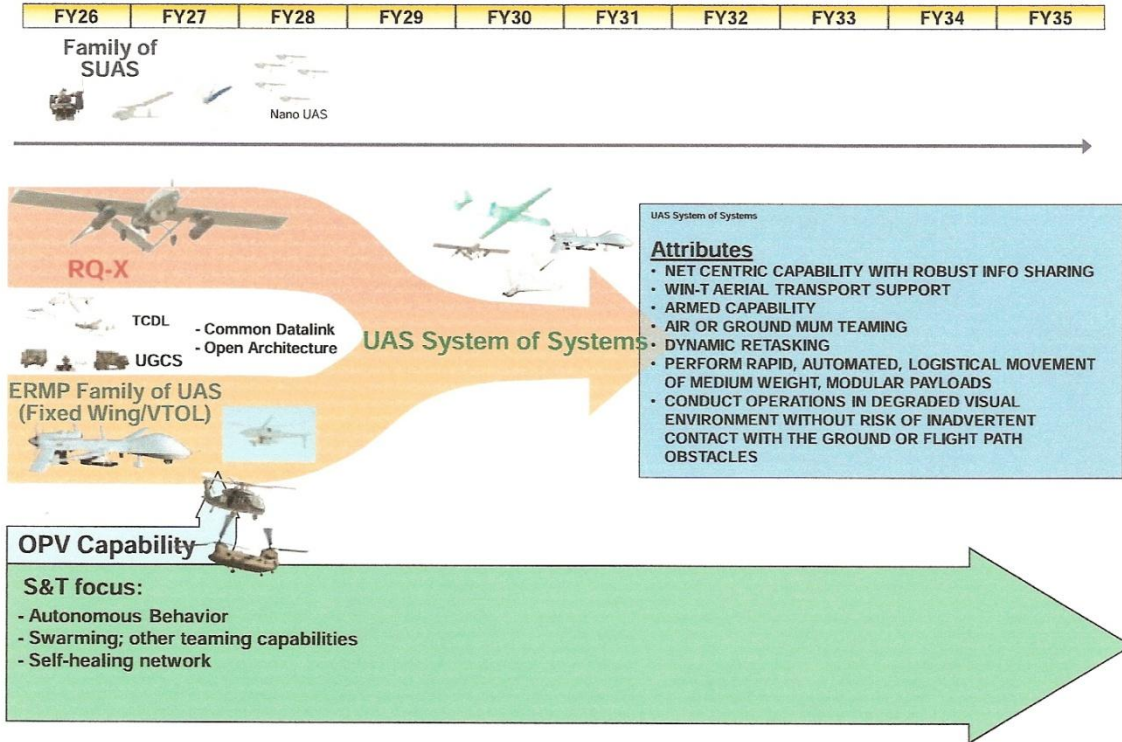 FY26 FY27 FY28 FY29 FY30 FY31 FY32 FY33 FY34 FY35
Family of
SUAS
Nano UAS
RQ-X
TCDL
UGCS
- Common Datalink
- Open Architecture
ERMP Family of UAS
(Fixed Wing/VTOL)
UAS System of Systems
UAS System of Systems
Attributes
• NET CENTRIC CAPABILITY WITH ROBUST INFO SHARING
• WIN-T AERIAL TRANSPORT SUPPORT
• ARMED CAPABILITY
• AIR OR GROUND MUM TEAMING
• DYNAMIC RETASKING
• PERFORM RAPID, AUTOMATED, LOGISTICAL MOVEMENT
OF MEDIUM WEIGHT, MODULAR PAYLOADS
• CONDUCT OPERATIONS IN DEGRADED VISUAL
ENVIRONMENT WITHOUT RISK OF INADVERTENT
CONTACT WITH THE GROUND OR FLIGHT PATH
OBSTACLES
OPV Capability
S&T focus:
- Autonomous Behavior
- Swarming; other teaming capabilities
- Self-healing network